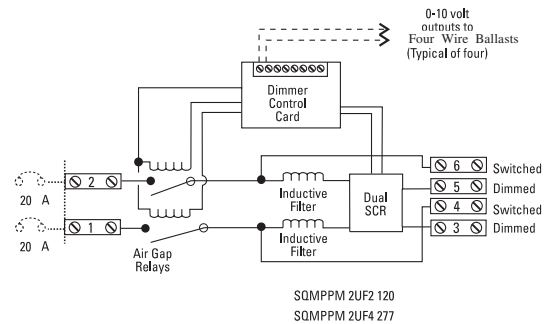 0-10 volt
outputs to
Four Wire Ballasts
(Typical of four)
Dimmer
Control
Card
2
20 A
1
20 A
Air Gap
Relays
Inductive
Filter
Inductive
Filter
Dual
SCR
6 Switched
5 Dimmed
4 Switched
3 Dimmed
SQMPPM 2UF2 120
SQMPPM 2UF4 277